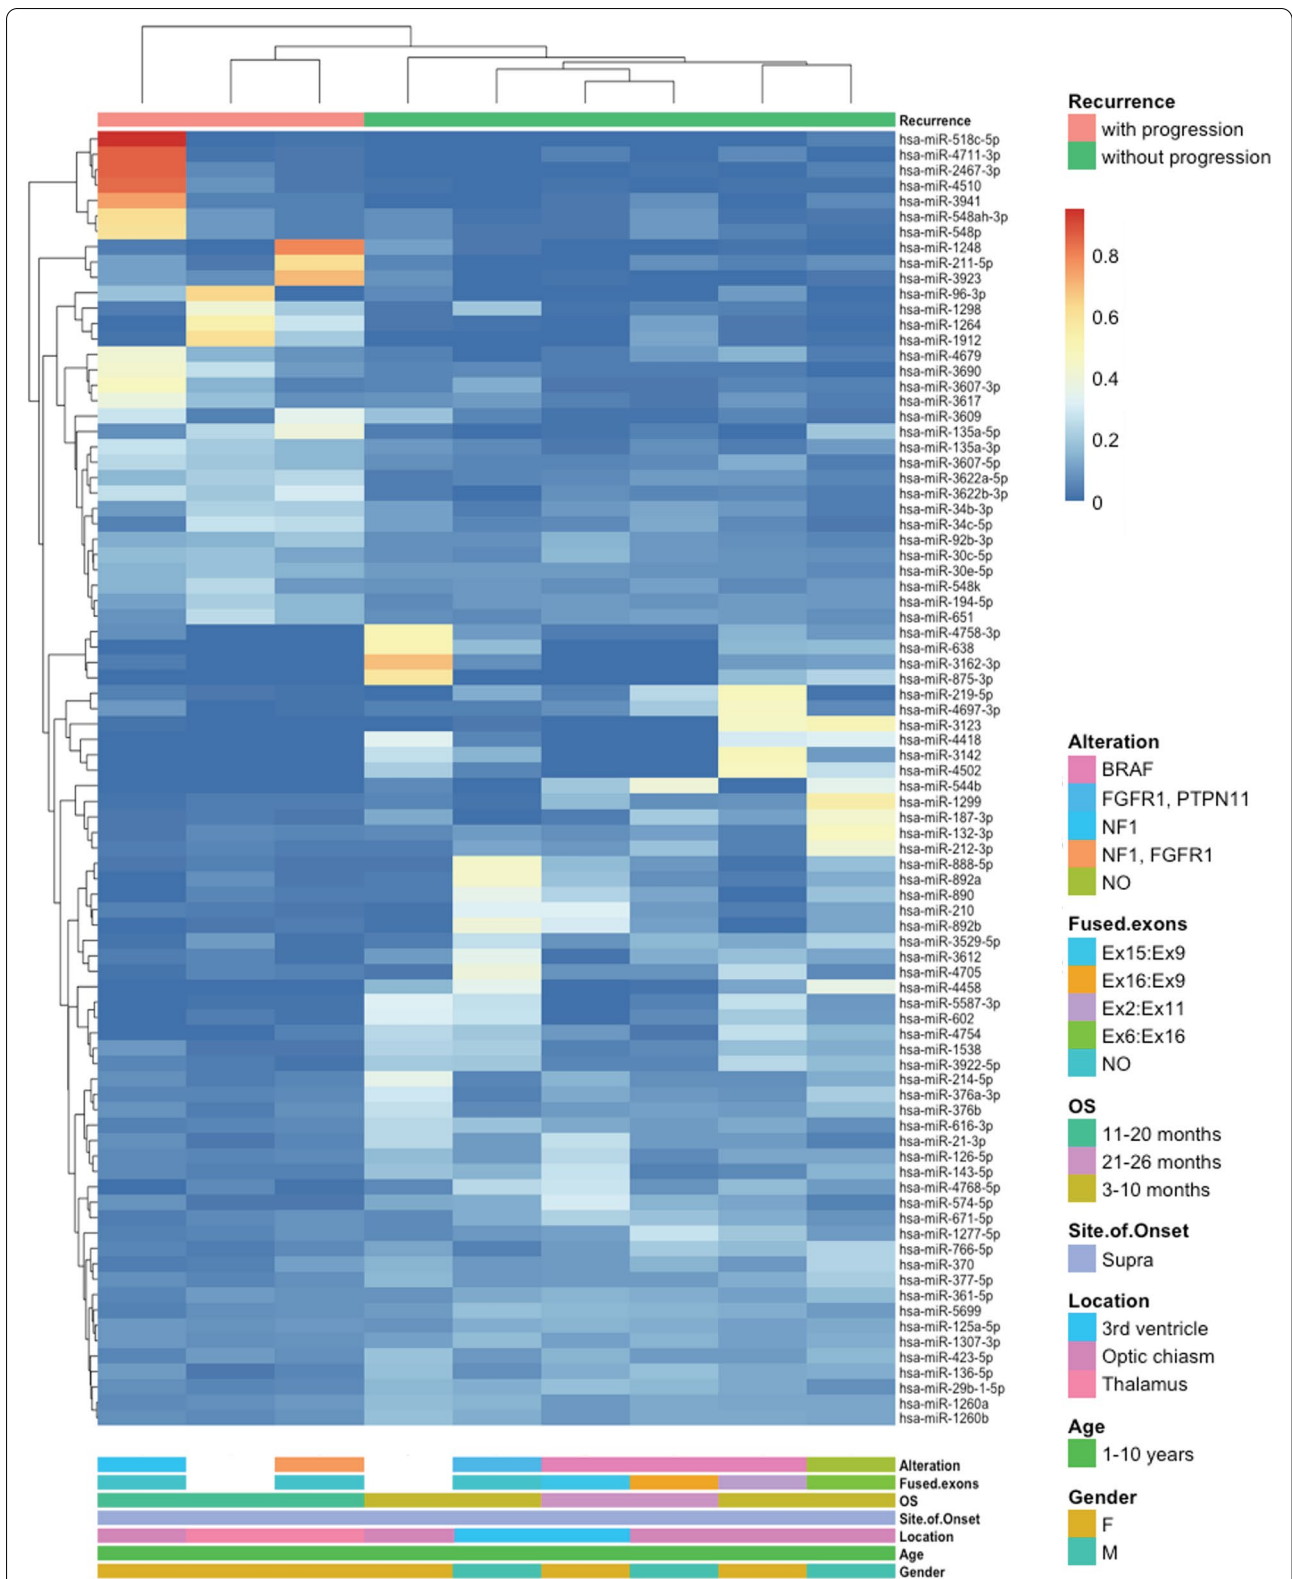 Recurrence
hsa-miR-518c-5p
hsa-miR-4711-3p
hsa-miR-2467-3p
hsa-miR-4510
hsa-miR-3941
hsa-miR-548ah-3p
hsa-miR-548p
hsa-miR-1248
hsa-miR-211-5p
hsa-miR-3923
hsa-miR-96-3p
hsa-miR-1298
hsa-miR-1264
hsa-miR-1912
hsa-miR-4679
hsa-miR-3690
hsa-miR-3607-3p
hsa-miR-3617
hsa-miR-3609
hsa-miR-135a-5p
hsa-miR-135a-3p
hsa-miR-3607-5p
hsa-miR-3622a-5p
hsa-miR-3622b-3p
hsa-miR-34b-3p
hsa-miR-34c-5p
hsa-miR-92b-3p
hsa-miR-30c-5p
hsa-miR-30e-5p
hsa-miR-548k
hsa-miR-194-5p
hsa-miR-651
hsa-miR-4758-3p
hsa-miR-638
hsa-miR-3162-3p
hsa-miR-875-3p
hsa-miR-219-5p
hsa-miR-4697-3p
hsa-miR-3123
hsa-miR-4418
hsa-miR-3142
hsa-miR-4502
hsa-miR-544b
hsa-miR-1299
hsa-miR-187-3p
hsa-miR-132-3p
hsa-miR-212-3p
hsa-miR-888-5p
hsa-miR-892a
hsa-miR-890
hsa-miR-210
hsa-miR-892b
hsa-miR-3529-5p
hsa-miR-3612
hsa-miR-4705
hsa-miR-4458
hsa-miR-5587-3p
hsa-miR-602
hsa-miR-4754
hsa-miR-1538
hsa-miR-3922-5p
hsa-miR-214-5p
hsa-miR-376a-3p
hsa-miR-376b
hsa-miR-616-3p
hsa-miR-21-3p
hsa-miR-126-5p
hsa-miR-143-5p
hsa-miR-4768-5p
hsa-miR-574-5p
hsa-miR-671-5p
hsa-miR-1277-5p
hsa-miR-766-5p
hsa-miR-370
hsa-miR-377-5p
hsa-miR-361-5p
hsa-miR-5699
hsa-miR-125a-5p
hsa-miR-1307-3p
hsa-miR-423-5p
hsa-miR-136-5p
hsa-miR-29b-1-5p
hsa-miR-1260a
hsa-miR-1260b
Alteration
Fused.exons
OS
Site.of.Onset
Location
Age
Gender
Recurrence
with progression
without progression
0.8
0.6
0.4
0.2
0
Alteration
BRAF
FGFR1, PTPN11
NF1
NF1, FGFR1
NO
Fused.exons
Ex15:Ex9
Ex16:Ex9
Ex2:Ex11
Ex6:Ex16
NO
OS
11-20 months
21-26 months
3-10 months
Site.of.Onset
Supra
Location
3rd ventricle
Optic chiasm
Thalamus
Age
1-10 years
Gender
F
M